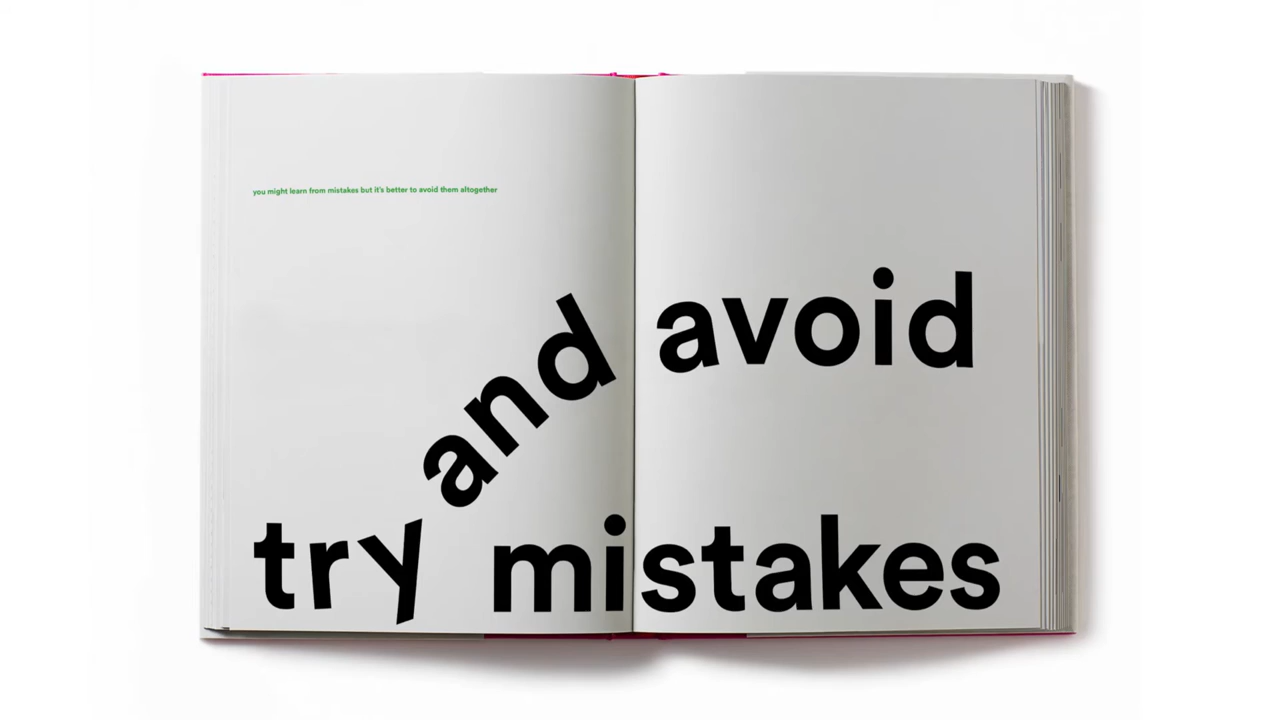 you might learn from mistakes but it's better to avoid them altogether
try and avoid
mistakes